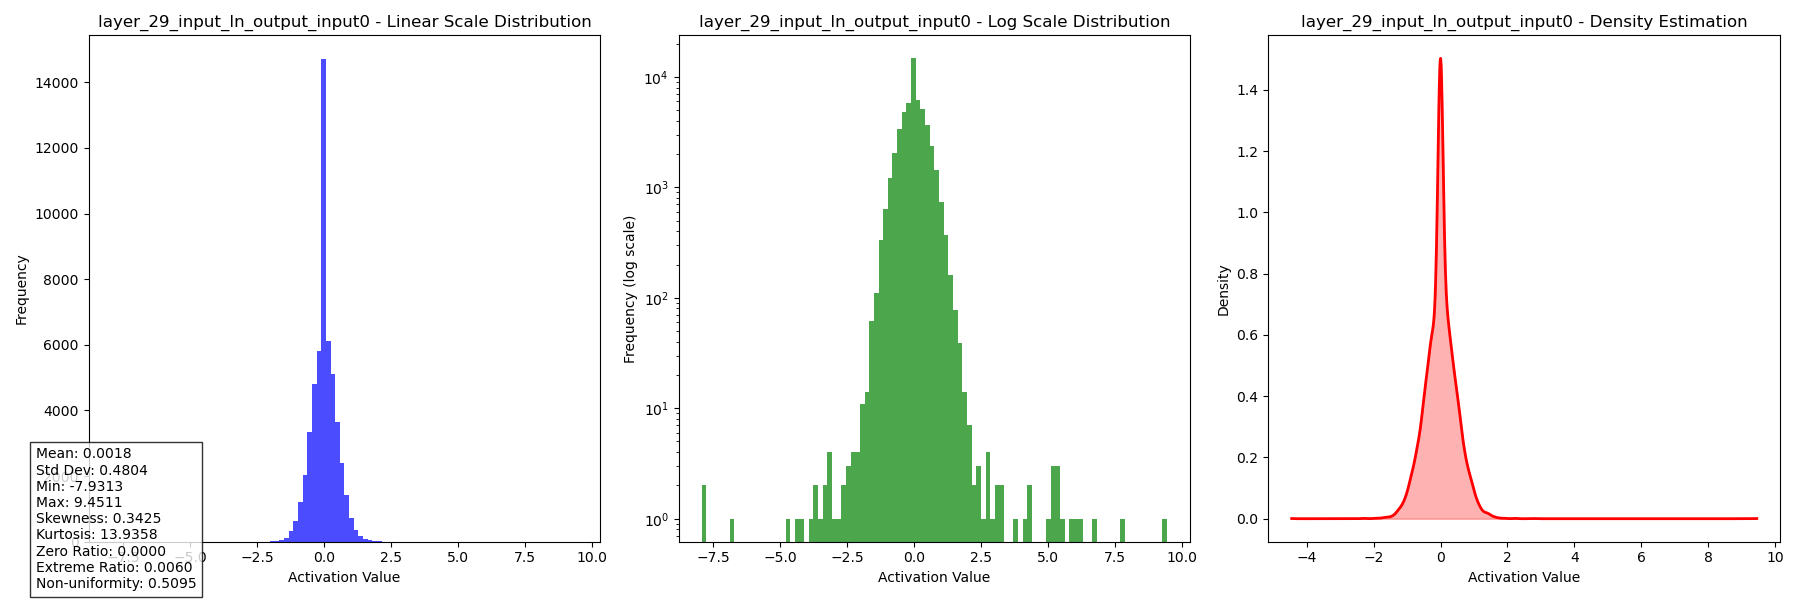 layer_29_input_ln_output_input0 - Linear Scale Distribution
14000
12000
10000
8000
6000
4000
2000
0
Frequency
−7.5
−5.0
−2.5
0.0
2.5
5.0
7.5
10.0
Activation Value
Mean: 0.0018
Std Dev: 0.4804
Min: -7.9313
Max: 9.4511
Skewness: 0.3425
Kurtosis: 13.9358
Zero Ratio: 0.0000
Extreme Ratio: 0.0060
Non-uniformity: 0.5095
layer_29_input_ln_output_input0 - Log Scale Distribution
10⁴
10³
10²
10¹
10⁰
Frequency (log scale)
−7.5
−5.0
−2.5
0.0
2.5
5.0
7.5
10.0
Activation Value
layer_29_input_ln_output_input0 - Density Estimation
1.4
1.2
1.0
0.8
0.6
0.4
0.2
0.0
Density
−4
−2
0
2
4
6
8
10
Activation Value